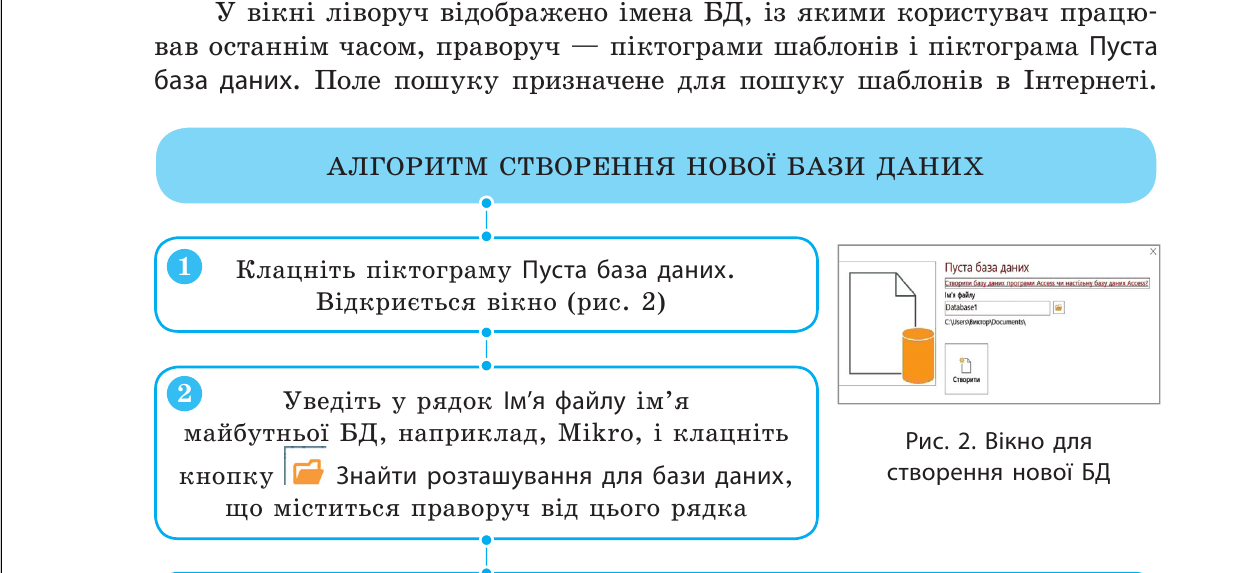 У вікні ліворуч відображено імена БД, із якими користувач працю-
вав останнім часом, праворуч — піктограми шаблонів і піктограма Пуста
база даних. Поле пошуку призначене для пошуку шаблонів в Інтернеті.
АЛГОРИТМ СТВОРЕННЯ НОВОЇ БАЗИ ДАНИХ
1
Клацніть піктограму Пуста база даних.
Відкриється вікно (рис. 2)
2
Уведіть у рядок Ім'я файлу ім’я
майбутньої БД, наприклад, Mikro, і клацніть
кнопку Знайти розташування для бази даних,
що міститься праворуч від цього рядка
Пуста база даних
Створити базу даних програми Access чи настільну базу даних Access?
Ім'я файлу
Database1
C:\Users\Виктор\Documents\
Створити
Рис. 2. Вікно для
створення нової БД